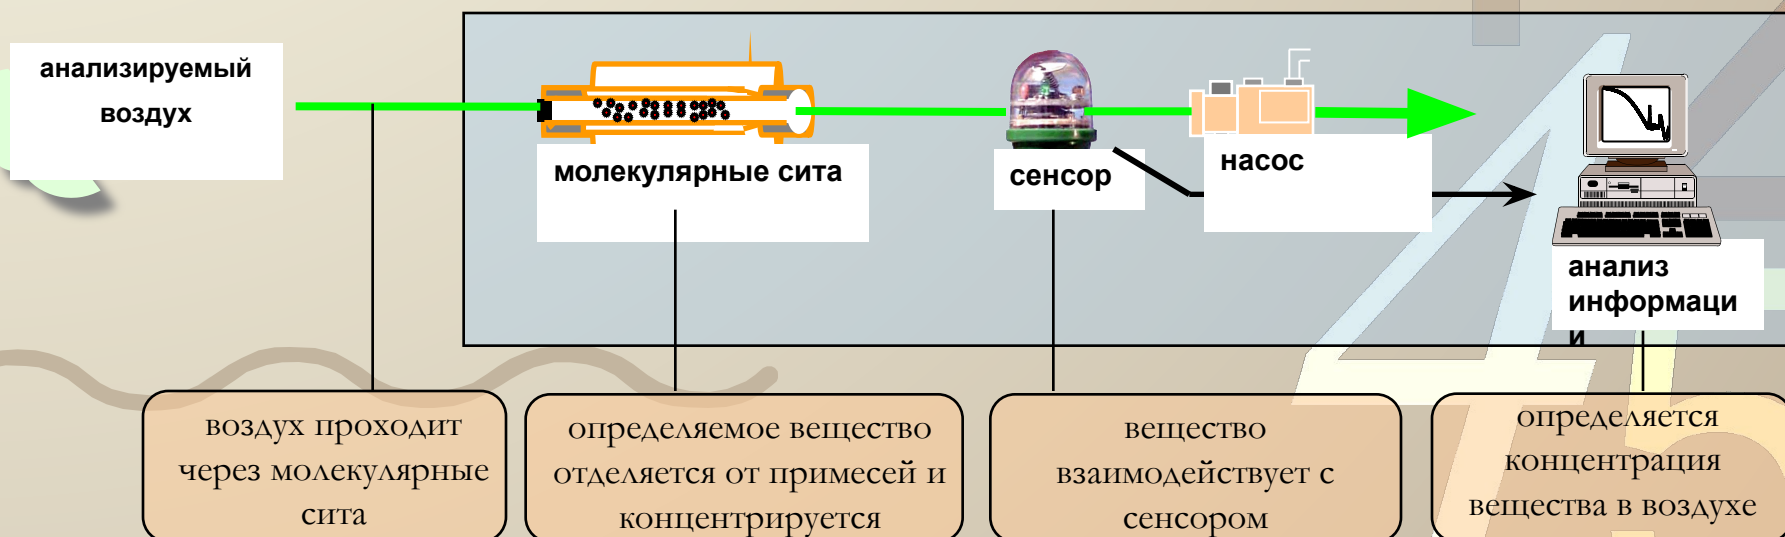 анализируемый
воздух
молекулярные сита
сенсор
насос
анализ
информаци
и
воздух проходит
через молекулярные
сита
определяемое вещество
отделяется от примесей и
концентрируется
вещество
взаимодействует с
сенсором
определяется
концентрация
вещества в воздухе